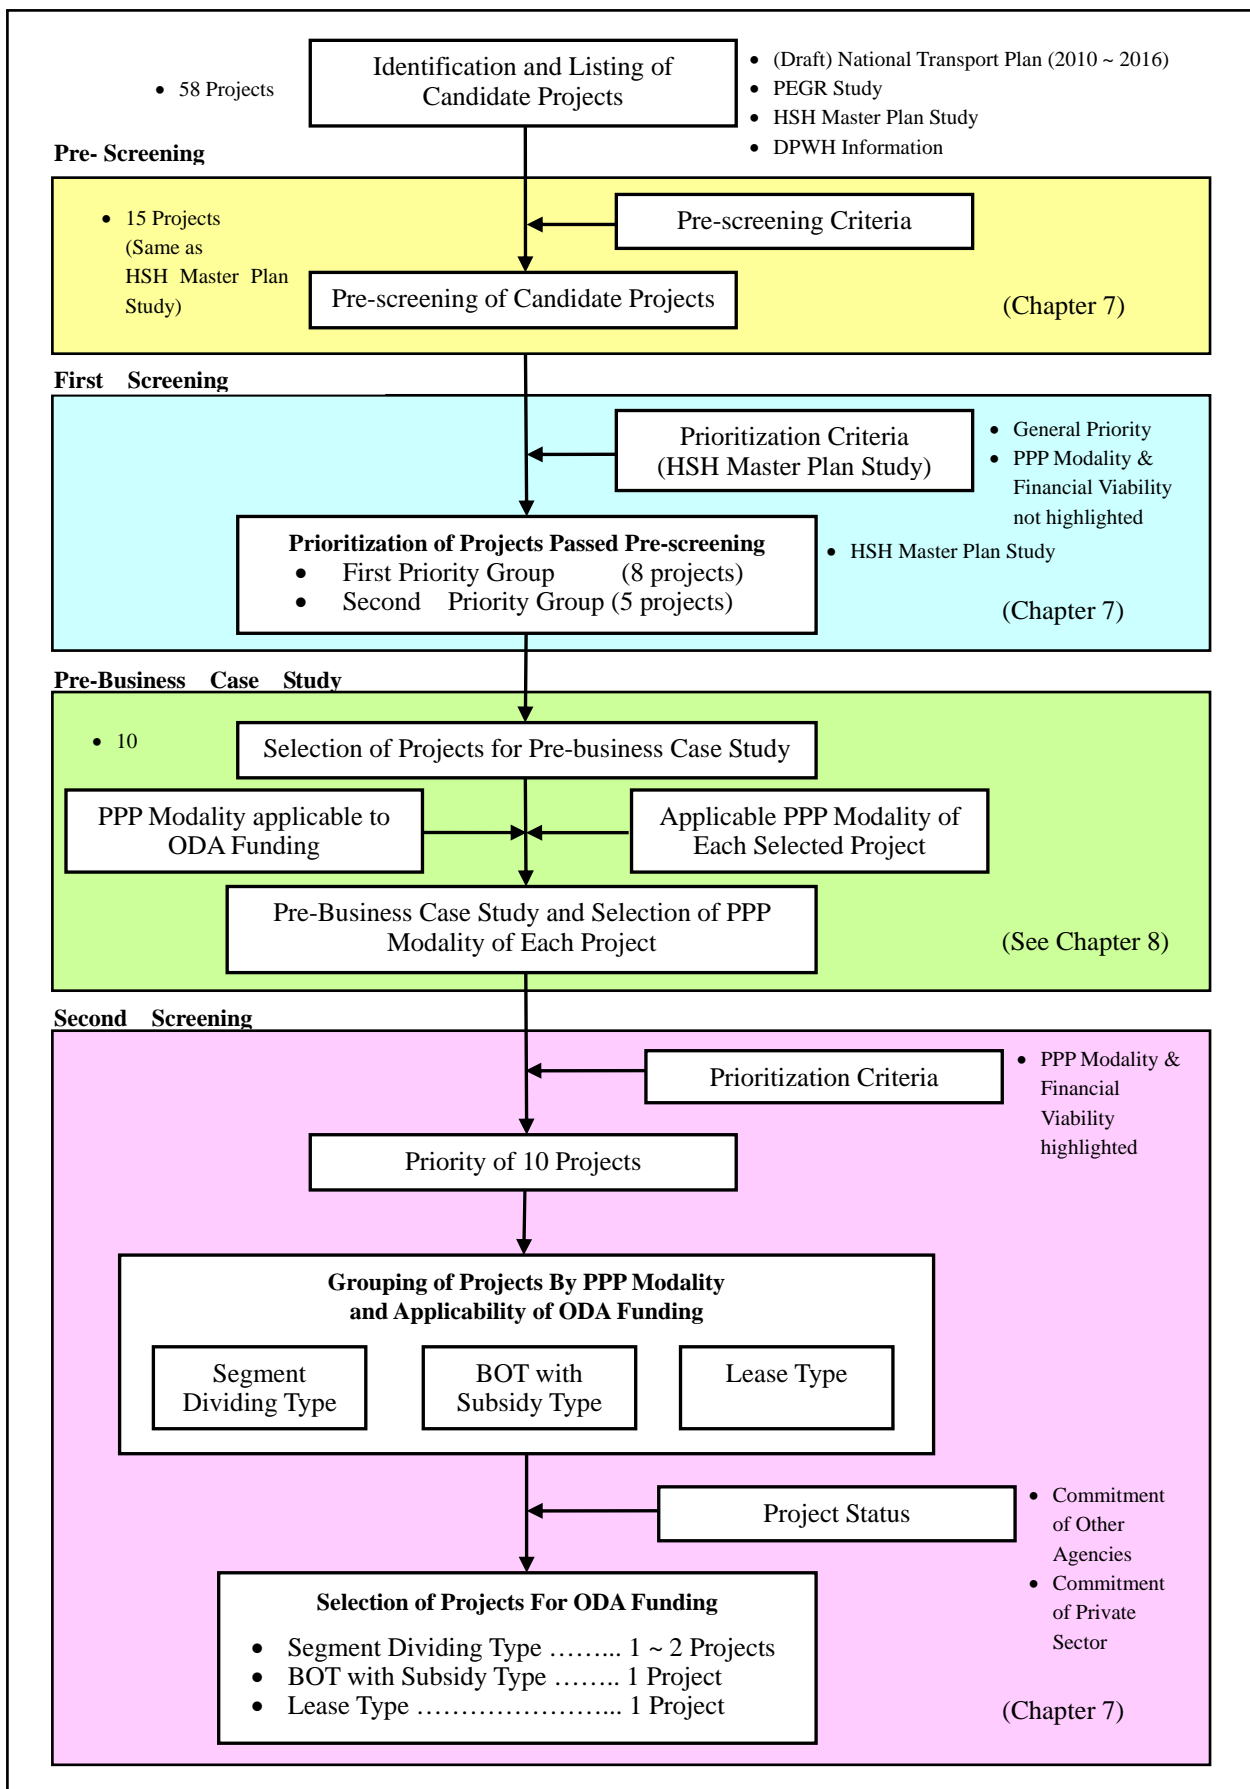 Identification and Listing of
Candidate Projects
• 58 Projects
• (Draft) National Transport Plan (2010 ~ 2016)
• PEGR Study
• HSH Master Plan Study
• DPWH Information
Pre- Screening
• 15 Projects
(Same as
HSH Master Plan
Study)
Pre-screening Criteria
Pre-screening of Candidate Projects
(Chapter 7)
First Screening
Prioritization Criteria
(HSH Master Plan Study)
• General Priority
• PPP Modality &
Financial Viability
not highlighted
Prioritization of Projects Passed Pre-screening
• First Priority Group (8 projects)
• Second Priority Group (5 projects)
• HSH Master Plan Study
(Chapter 7)
Pre-Business Case Study
• 10
Selection of Projects for Pre-business Case Study
PPP Modality applicable to
ODA Funding
Applicable PPP Modality of
Each Selected Project
Pre-Business Case Study and Selection of PPP
Modality of Each Project
(See Chapter 8)
Second Screening
Prioritization Criteria
• PPP Modality &
Financial
Viability
highlighted
Priority of 10 Projects
Grouping of Projects By PPP Modality
and Applicability of ODA Funding
Segment
Dividing Type
BOT with
Subsidy Type
Lease Type
Project Status
• Commitment
of Other
Agencies
• Commitment
of Private
Sector
Selection of Projects For ODA Funding
• Segment Dividing Type ……... 1 ~ 2 Projects
• BOT with Subsidy Type …….. 1 Project
• Lease Type …………………... 1 Project
(Chapter 7)